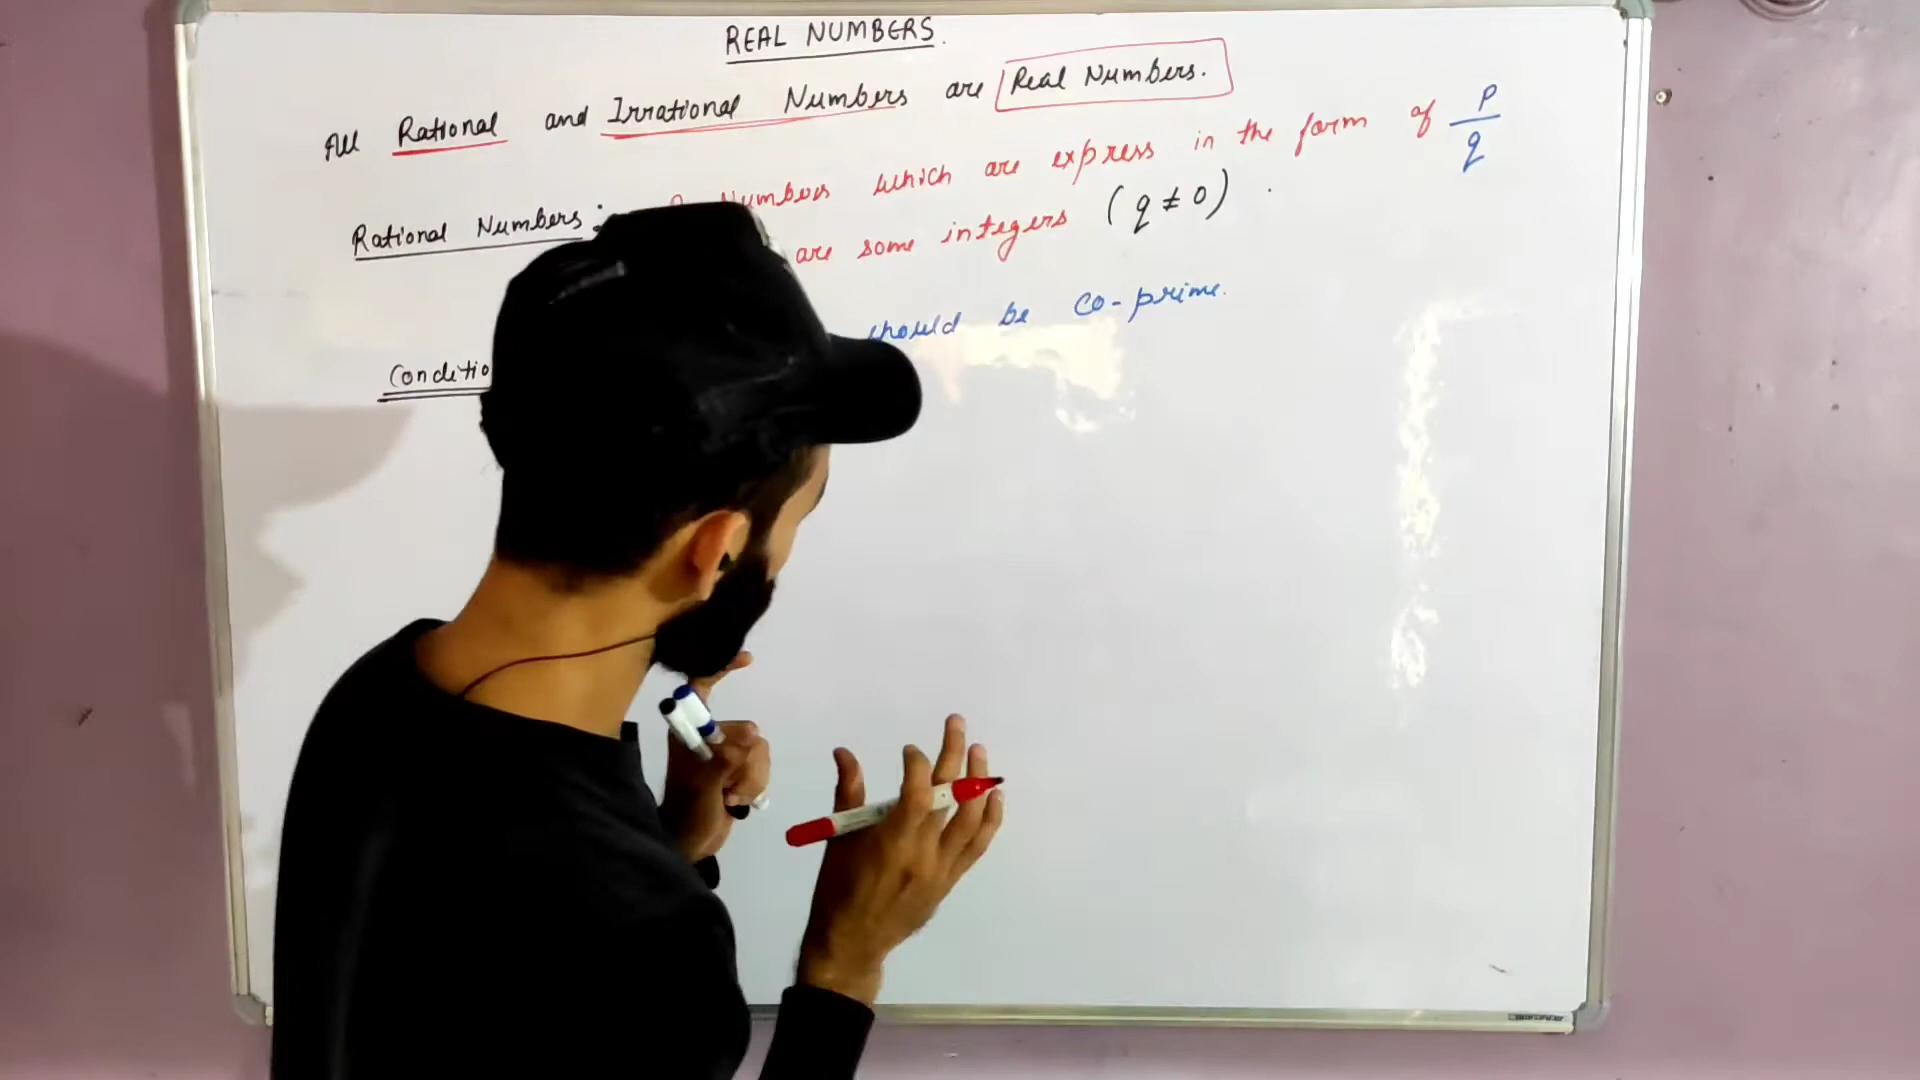 REAL NUMBERS.
All Rational and Irrational Numbers are Real Numbers.
Rational Numbers : Numbers which are express in the form of p/q
are some integers (q ≠ 0).
should be co-prime.